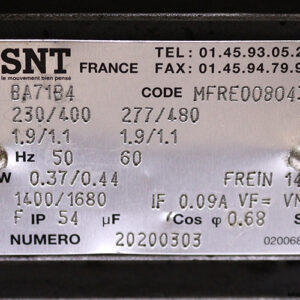 SNT TEL : 01.45.93.05.2
le mouvement bien pensé FRANCE FAX: 01.45.94.79.9
BA71B4 CODE MFRE0080
230/400 277/480
1.9/1.1 1.9/1.1
Hz 50 60
W 0.37/0.44 FREIN 14
1400/1680 IF 0.09A VF= VM
F IP 54 µF Cos φ 0.68
NUMERO 20200303 020068